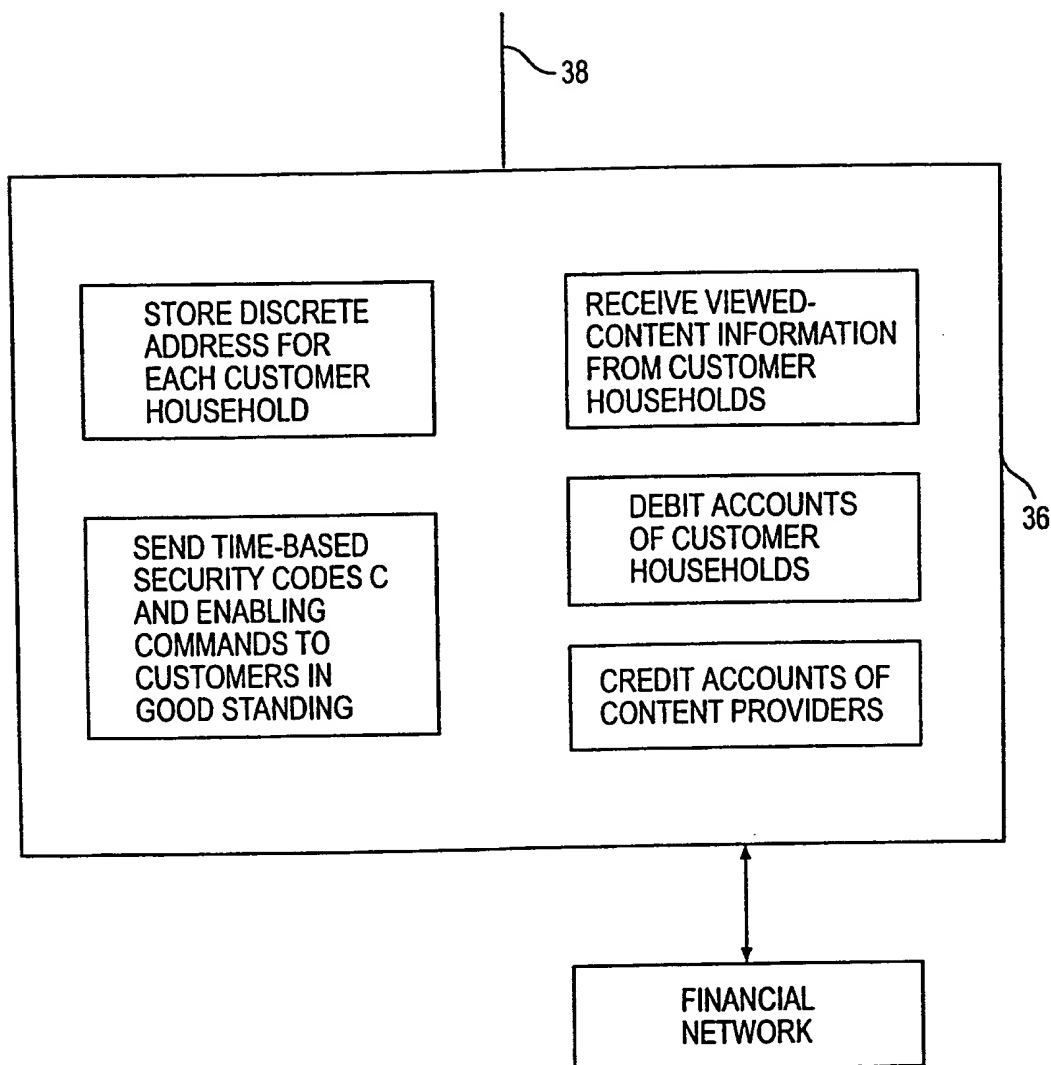 38
STORE DISCRETE
ADDRESS FOR
EACH CUSTOMER
HOUSEHOLD
RECEIVE VIEWED-
CONTENT INFORMATION
FROM CUSTOMER
HOUSEHOLDS
36
SEND TIME-BASED
SECURITY CODES C
AND ENABLING
COMMANDS TO
CUSTOMERS IN
GOOD STANDING
DEBIT ACCOUNTS
OF CUSTOMER
HOUSEHOLDS
CREDIT ACCOUNTS OF
CONTENT PROVIDERS
FINANCIAL
NETWORK